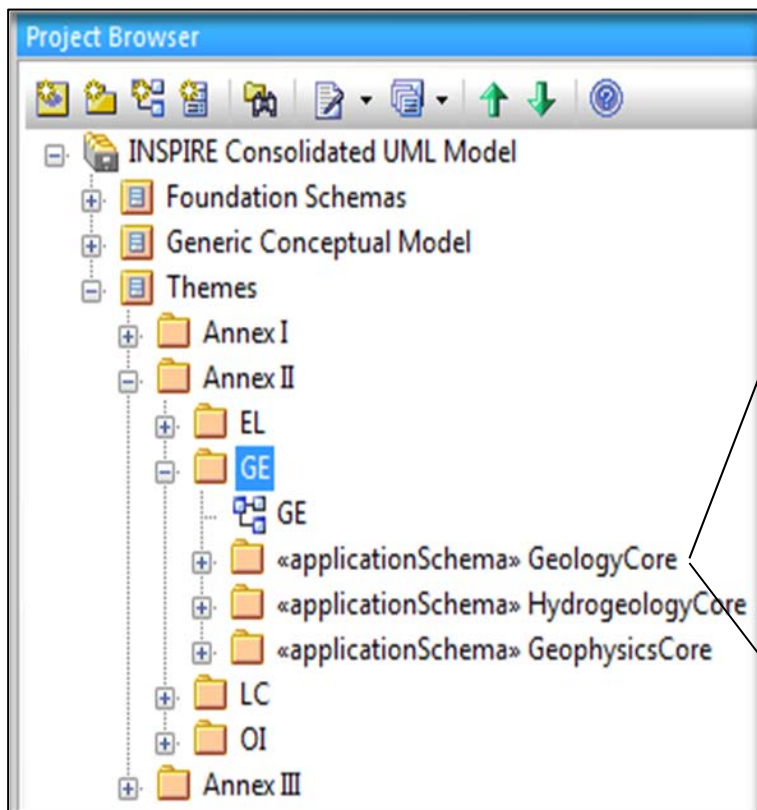 Project Browser
INSPIRE Consolidated UML Model
Foundation Schemas
Generic Conceptual Model
Themes
Annex I
Annex II
EL
GE
GE
«applicationSchema» GeologyCore
«applicationSchema» HydrogeologyCore
«applicationSchema» GeophysicsCore
LC
OI
Annex III